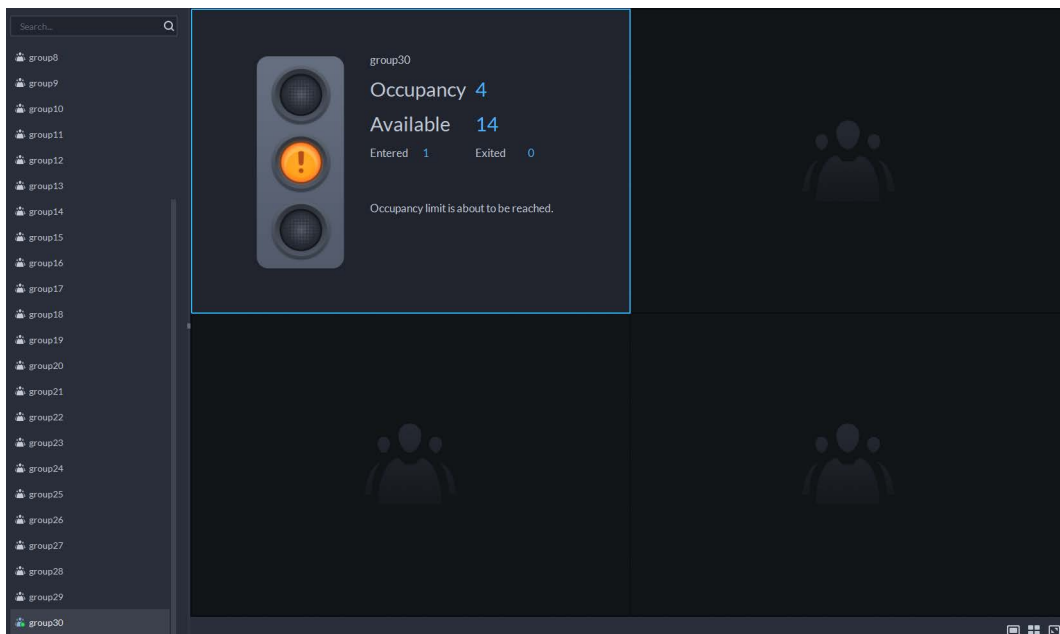 Search...
group8
group9
group10
group11
group12
group13
group14
group15
group16
group17
group18
group19
group20
group21
group22
group23
group24
group25
group26
group27
group28
group29
group30
group30
Occupancy 4
Available 14
Entered 1 Exited 0
!
Occupancy limit is about to be reached.